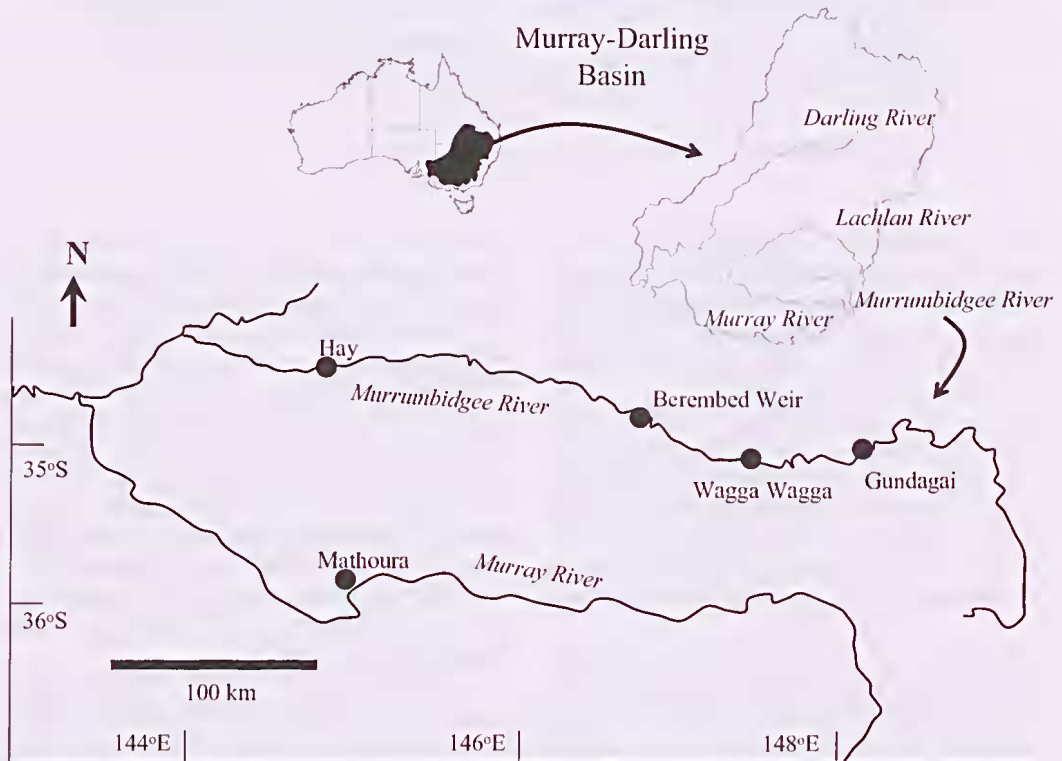 Murray-Darling
Basin
Darling River
Lachlan River
Murrumbidgee River
Murray River
N
Hay
Murrumbidgee River
Berembed Weir
35°S
Wagga Wagga
Gundagai
Mathoura
Murray River
36°S
100 km
144°E
146°E
148°E